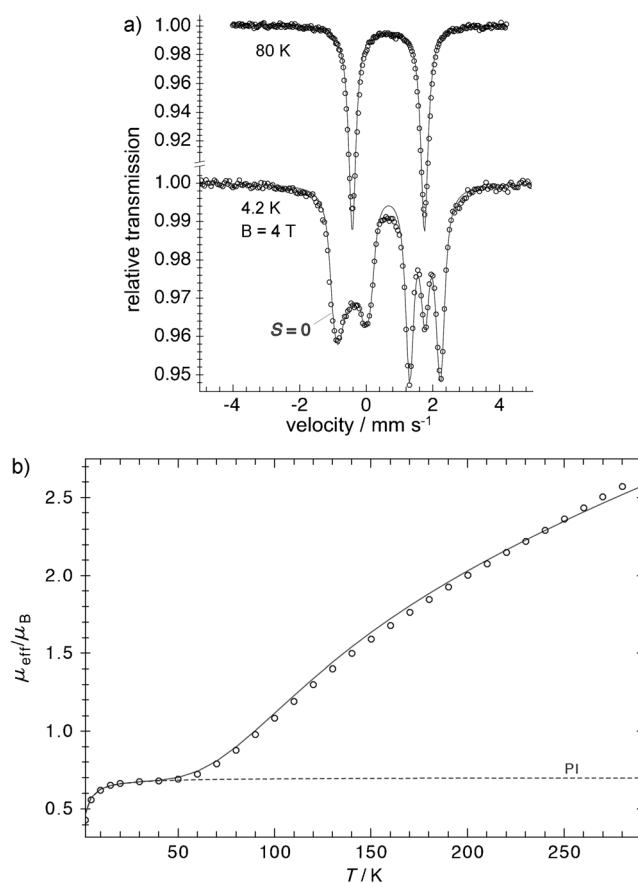 a)
relative transmission
1.00
0.98
0.96
0.94
0.92
80 K
1.00
0.99
0.98
0.97
0.96
0.95
4.2 K
B = 4 T
S = 0
-4 -2 0 2 4
velocity / mm s⁻¹
b)
μeff/μB
2.5
2.0
1.5
1.0
0.5
PI
50 100 150 200 250
T / K